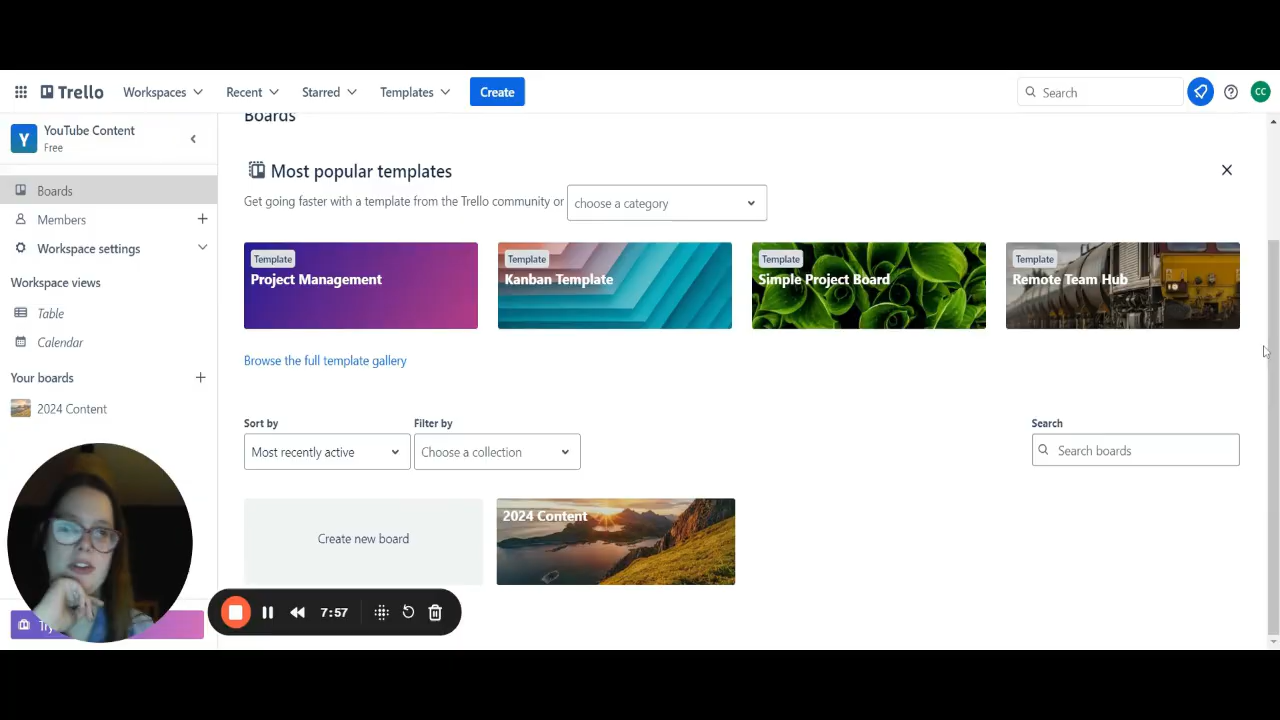 Trello
Workspaces
Recent
Starred
Templates
Create
Search
CC
Y
YouTube Content
Free
Boards
Members
Workspace settings
Workspace views
Table
Calendar
Your boards
2024 Content
Boards
Most popular templates
Get going faster with a template from the Trello community or
choose a category
Template
Project Management
Template
Kanban Template
Template
Simple Project Board
Template
Remote Team Hub
Browse the full template gallery
Sort by
Most recently active
Filter by
Choose a collection
Search
Search boards
Create new board
2024 Content
7:57